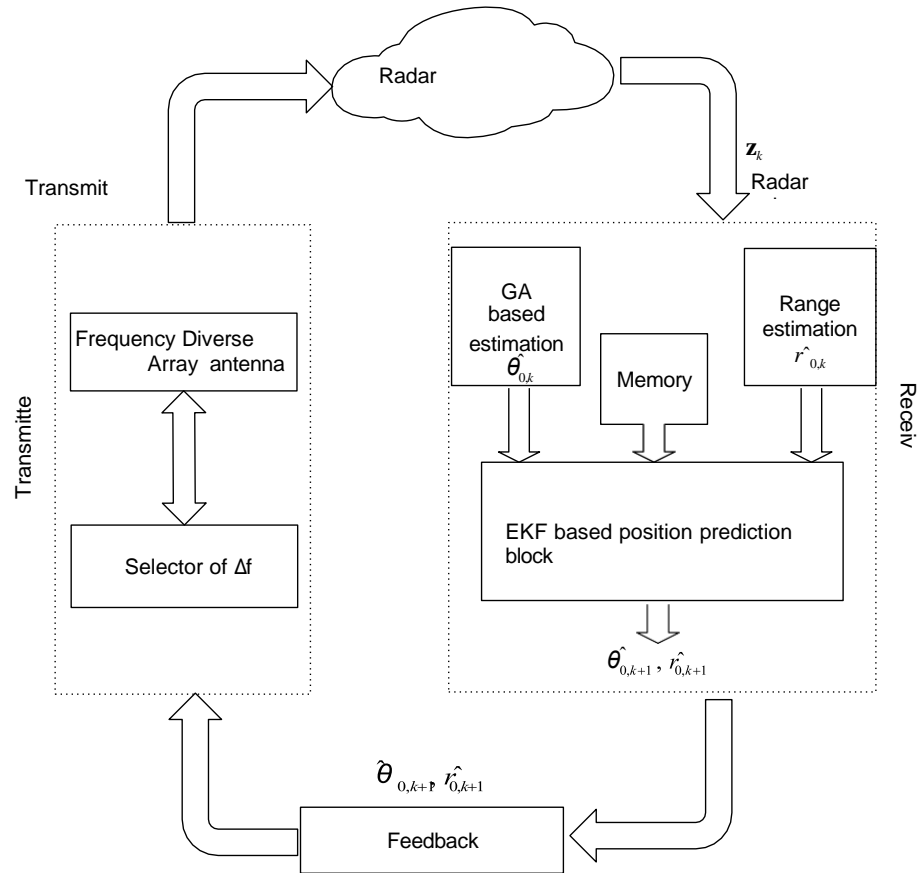 Radar
z_k
Transmit
Radar
GA
based
estimation
θ̂_{0,k}
Range
estimation
r̂_{0,k}
Frequency Diverse
Array antenna
Memory
Transmitte
Receiv
Selector of Δf
EKF based position prediction
block
θ̂_{0,k+1} , r̂_{0,k+1}
θ̂_{0,k+1}, r̂_{0,k+1}
Feedback